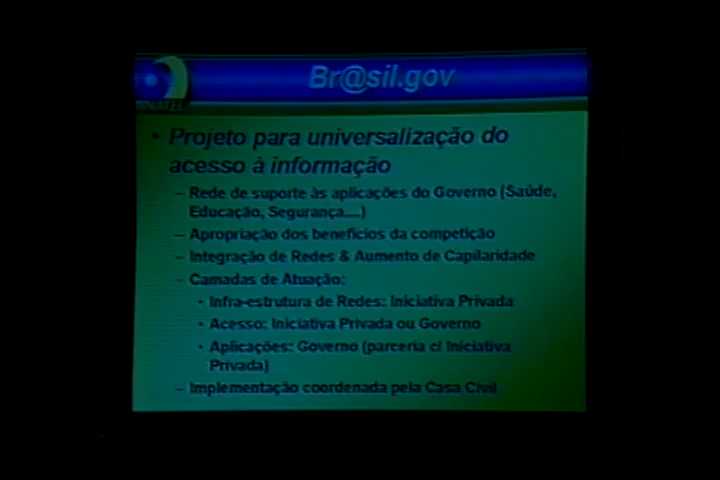 Br@sil.gov
ANATEL
• Projeto para universalização do
acesso à informação
– Rede de suporte às aplicações do Governo (Saúde,
Educação, Segurança....)
– Apropriação dos benefícios da competição
– Integração de Redes & Aumento de Capilaridade
– Camadas de Atuação:
• Infra-estrutura de Redes: Iniciativa Privada
• Acesso: Iniciativa Privada ou Governo
• Aplicações: Governo (parceria c/ Iniciativa
Privada)
– Implementação coordenada pela Casa Civil